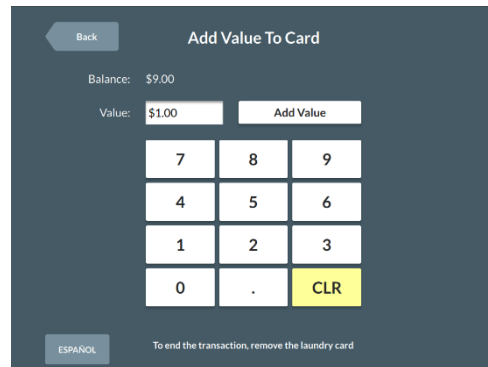 Back
Add Value To Card
Balance: $9.00
Value: $1.00 Add Value
7 8 9
4 5 6
1 2 3
0 . CLR
ESPAÑOL
To end the transaction, remove the laundry card